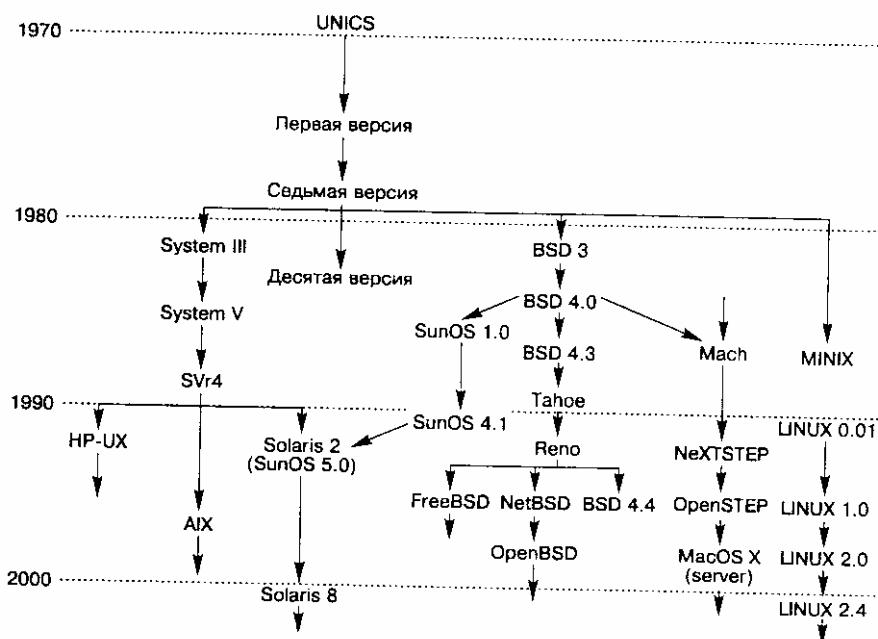 UNICS
1970
Первая версия
Седьмая версия
1980
System III
BSD 3
Десятая версия
BSD 4.0
System V
SunOS 1.0
BSD 4.3
Mach
MINIX
SVr4
Tahoe
1990
SunOS 4.1
LINUX 0.01
HP-UX
Solaris 2
(SunOS 5.0)
Reno
NeXTSTEP
FreeBSD
NetBSD
BSD 4.4
OpenSTEP
LINUX 1.0
AIX
OpenBSD
MacOS X
(server)
LINUX 2.0
2000
Solaris 8
LINUX 2.4